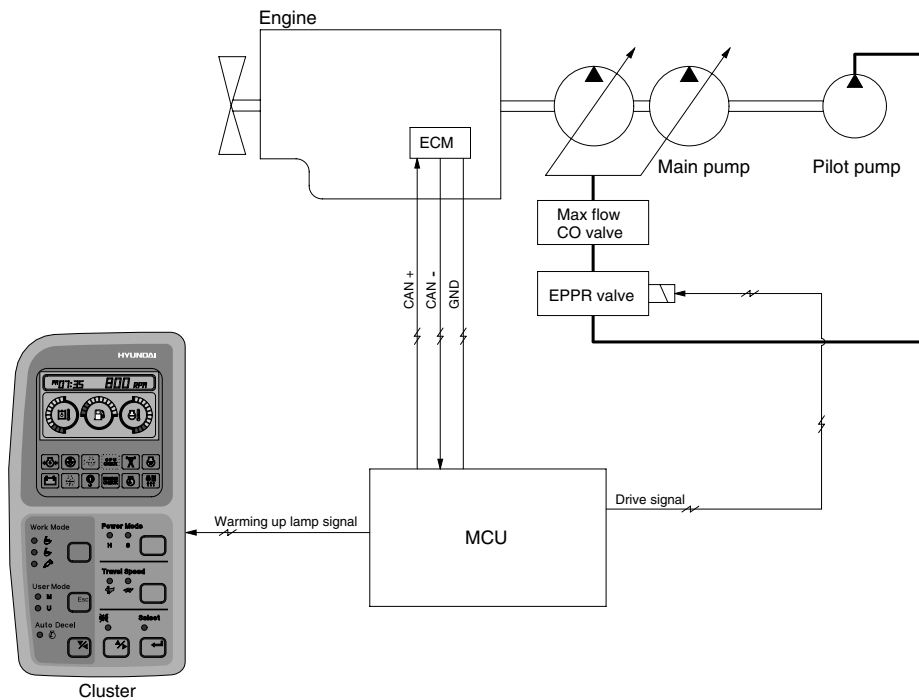 Engine
ECM
Main pump
Pilot pump
Max flow
CO valve
EPPR valve
CAN +
CAN -
GND
HYUNDAI
07:35 800 RPM
Work Mode
Power Mode
H S
Travel Speed
User Mode
M
U
Esc
Auto Decel
Select
Warming up lamp signal
MCU
Drive signal
Cluster